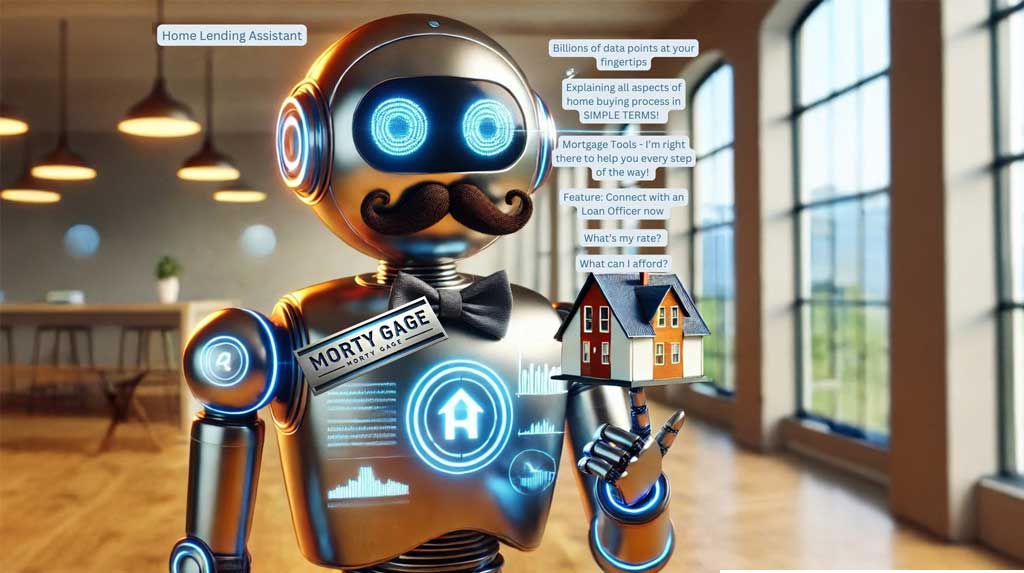 Home Lending Assistant
Billions of data points at your
fingertips
Explaining all aspects of
home buying process in
SIMPLE TERMS!
Mortgage Tools - I'm right
there to help you every step
of the way!
Feature: Connect with an
Loan Officer now
What's my rate?
What can I afford?
MORTY GAGE
MORTY GAGE